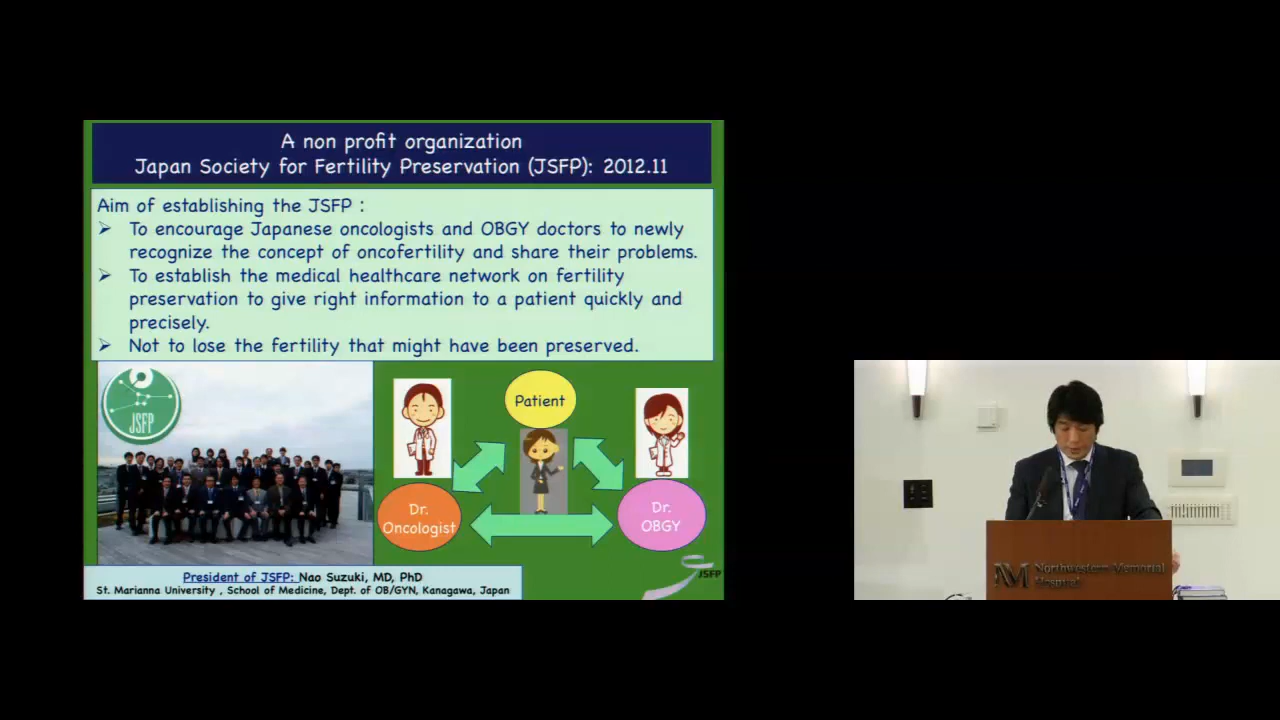 A non profit organization
Japan Society for Fertility Preservation (JSFP): 2012.11
Aim of establishing the JSFP :
➢ To encourage Japanese oncologists and OBGY doctors to newly
recognize the concept of oncofertility and share their problems.
➢ To establish the medical healthcare network on fertility
preservation to give right information to a patient quickly and
precisely.
➢ Not to lose the fertility that might have been preserved.
JSFP
Patient
Dr.
Oncologist
Dr.
OBGY
JSFP
President of JSFP: Nao Suzuki, MD, PhD
St. Marianna University , School of Medicine, Dept. of OB/GYN, Kanagawa, Japan
Northwestern Memorial
Hospital